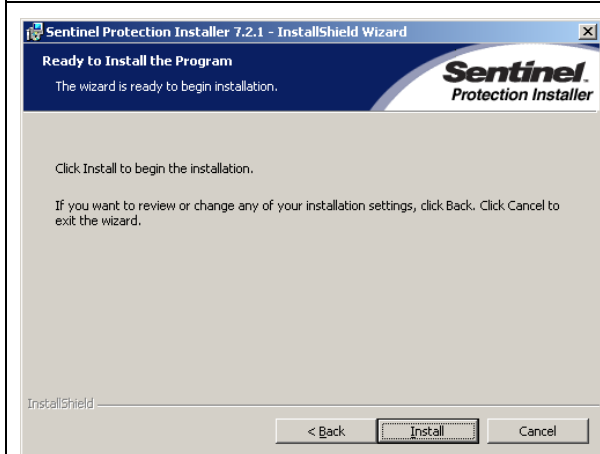 Sentinel Protection Installer 7.2.1 - InstallShield Wizard
Ready to Install the Program
The wizard is ready to begin installation.
Sentinel.
Protection Installer
Click Install to begin the installation.
If you want to review or change any of your installation settings, click Back. Click Cancel to
exit the wizard.
InstallShield
< Back
Install
Cancel